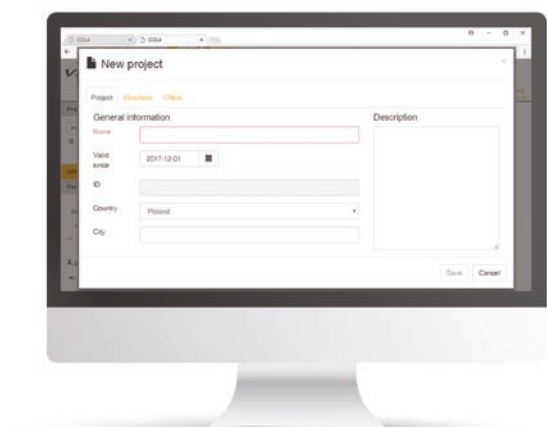 New project
Project Members Offers
General information
Description
Name
Valid
since
2017-12-01
ID
Country
Poland
City
Save Cancel